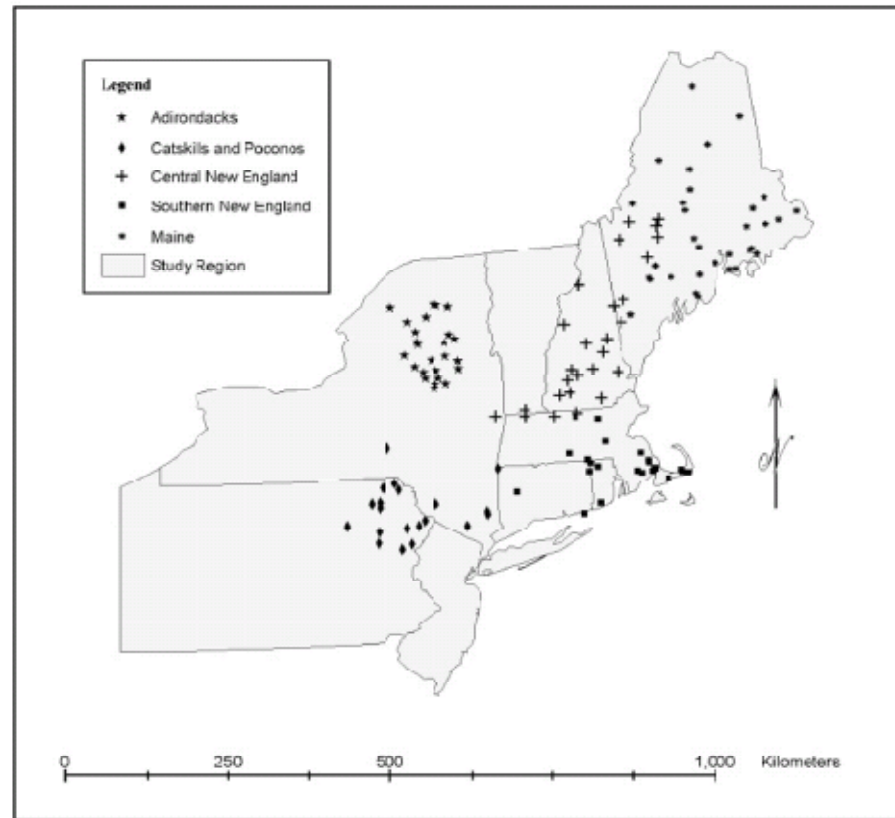 Legend
Adirondacks
Catskills and Poconos
Central New England
Southern New England
Maine
Study Region
N
0 250 500 1,000 Kilometers